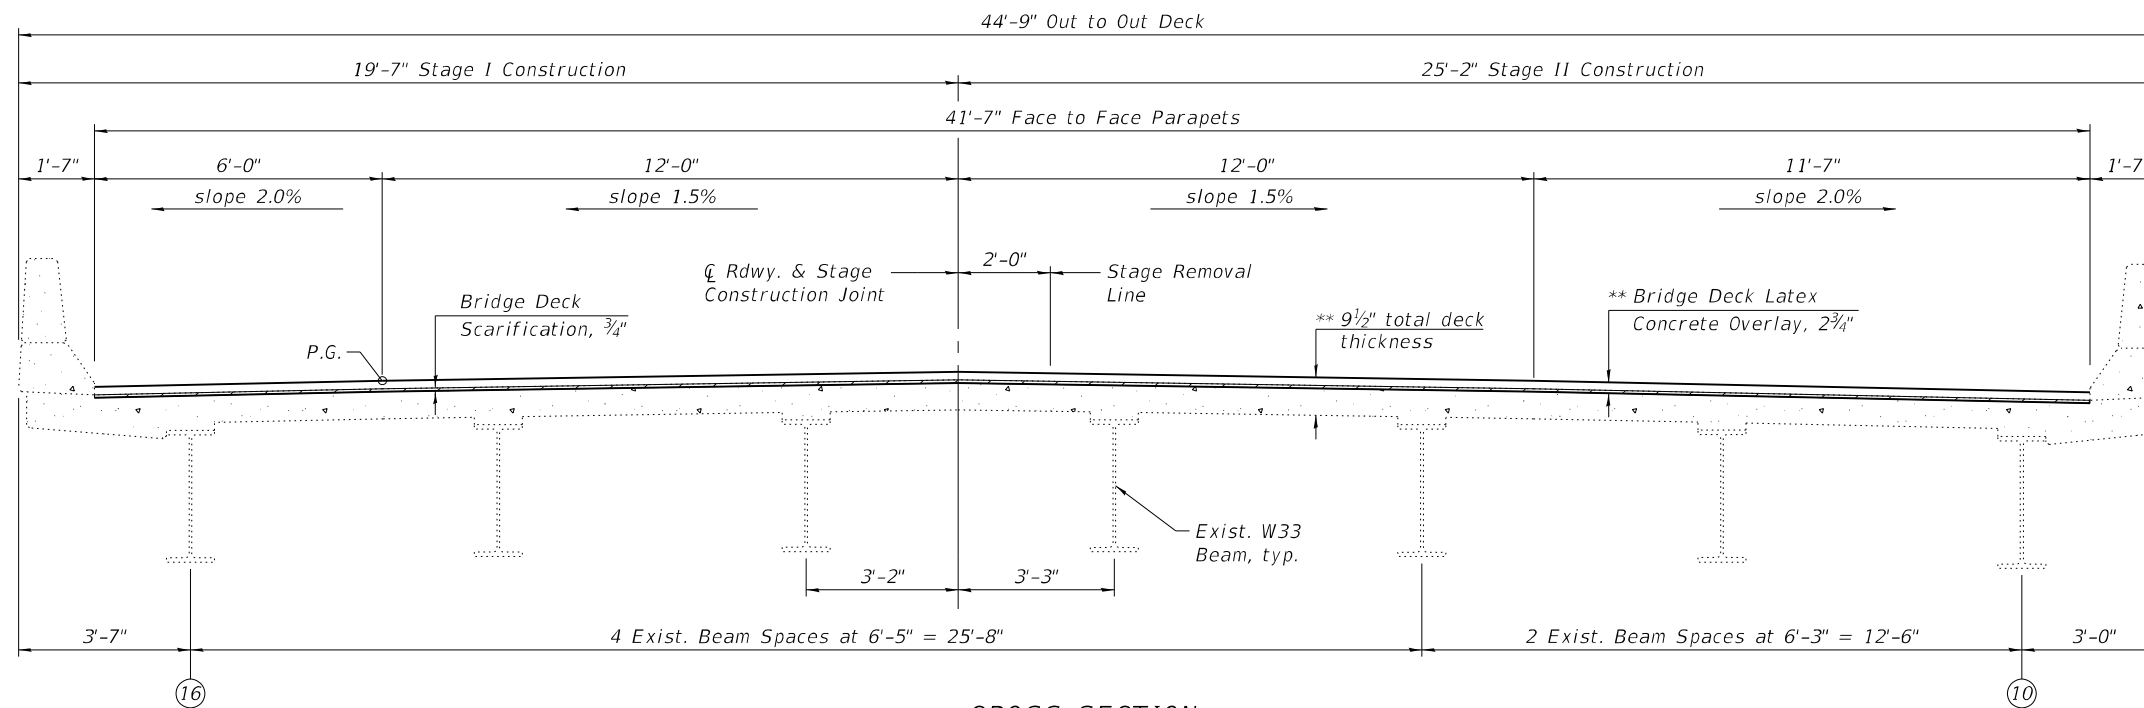 44'-9" Out to Out Deck
19'-7" Stage I Construction
25'-2" Stage II Construction
41'-7" Face to Face Parapets
1'-7"
6'-0"
12'-0"
12'-0"
11'-7"
1'-7
slope 2.0%
slope 1.5%
slope 1.5%
slope 2.0%
℄ Rdwy. & Stage
Construction Joint
2'-0"
Stage Removal
Line
Bridge Deck
Scarification, ¾"
** 9½" total deck
thickness
** Bridge Deck Latex
Concrete Overlay, 2¾"
P.G.
Exist. W33
Beam, typ.
3'-2"
3'-3"
3'-7"
4 Exist. Beam Spaces at 6'-5" = 25'-8"
2 Exist. Beam Spaces at 6'-3" = 12'-6"
3'-0"
16
10
CROSS SECTION